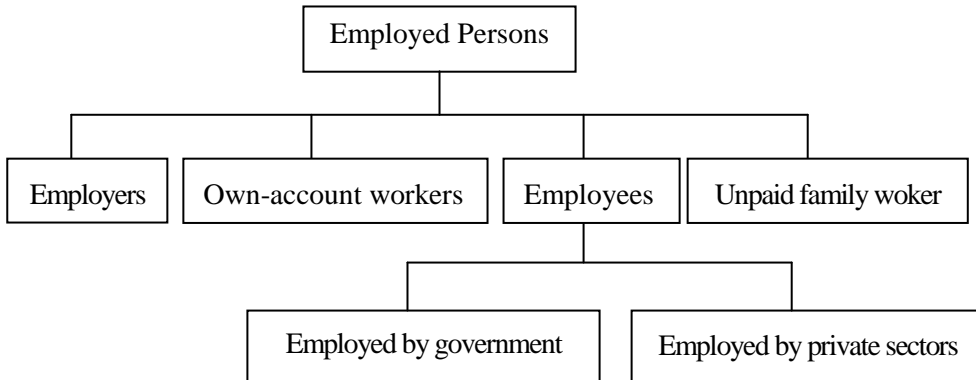 Employed Persons
Employers
Own-account workers
Employees
Unpaid family woker
Employed by government
Employed by private sectors